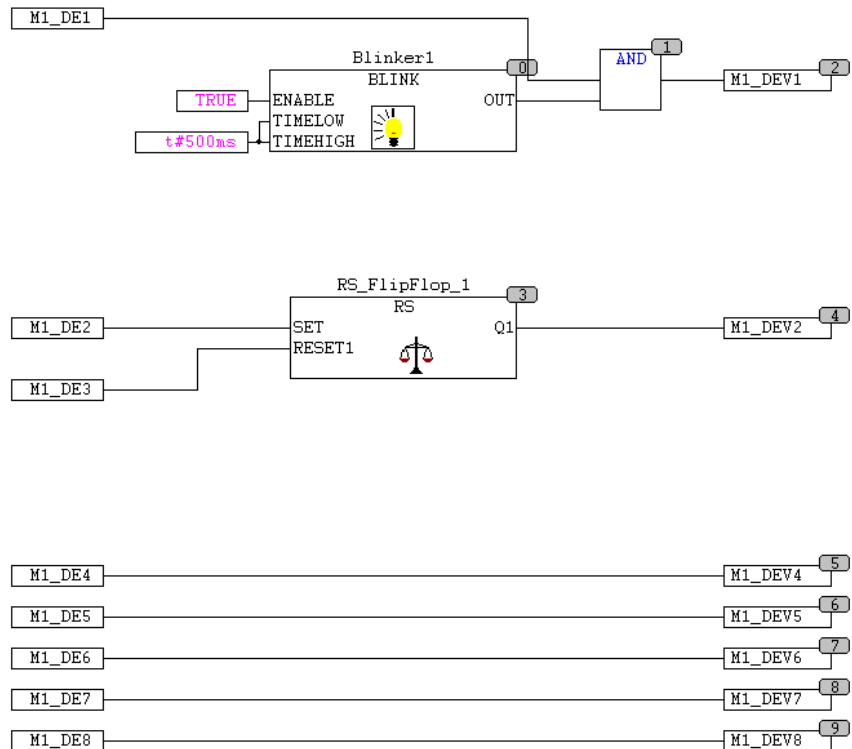 M1_DE1
1
Blinker1
0
AND
2
BLINK
M1_DEV1
TRUE
ENABLE
OUT
TIMELOW
t#500ms
TIMEHIGH
RS_FlipFlop_1
3
RS
4
M1_DE2
SET
Q1
M1_DEV2
RESET1
M1_DE3
5
M1_DE4
M1_DEV4
6
M1_DE5
M1_DEV5
7
M1_DE6
M1_DEV6
8
M1_DE7
M1_DEV7
9
M1_DE8
M1_DEV8